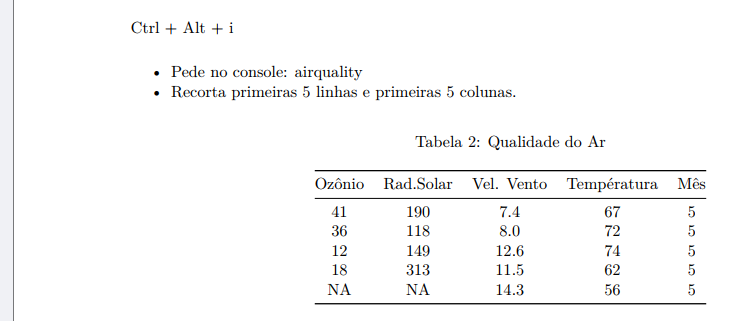 Ctrl + Alt + i
• Pede no console: airquality
• Recorta primeiras 5 linhas e primeiras 5 colunas.
Tabela 2: Qualidade do Ar
Ozônio Rad.Solar Vel. Vento Témpératura Mês
41 190 7.4 67 5
36 118 8.0 72 5
12 149 12.6 74 5
18 313 11.5 62 5
NA NA 14.3 56 5